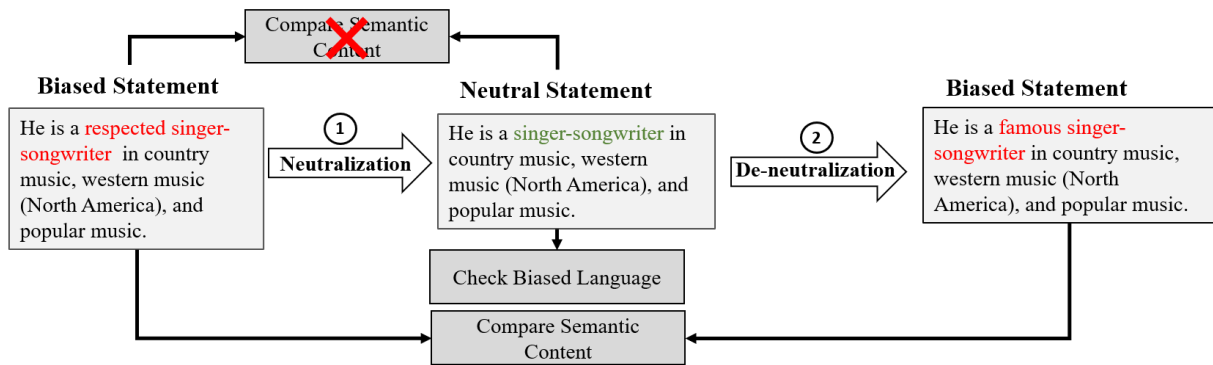 Compare Semantic
Content
Biased Statement
He is a respected singer-
songwriter in country
music, western music
(North America), and
popular music.
1
Neutralization
Neutral Statement
He is a singer-songwriter in
country music, western
music (North America), and
popular music.
2
De-neutralization
Biased Statement
He is a famous singer-
songwriter in country music,
western music (North
America), and popular music.
Check Biased Language
Compare Semantic
Content